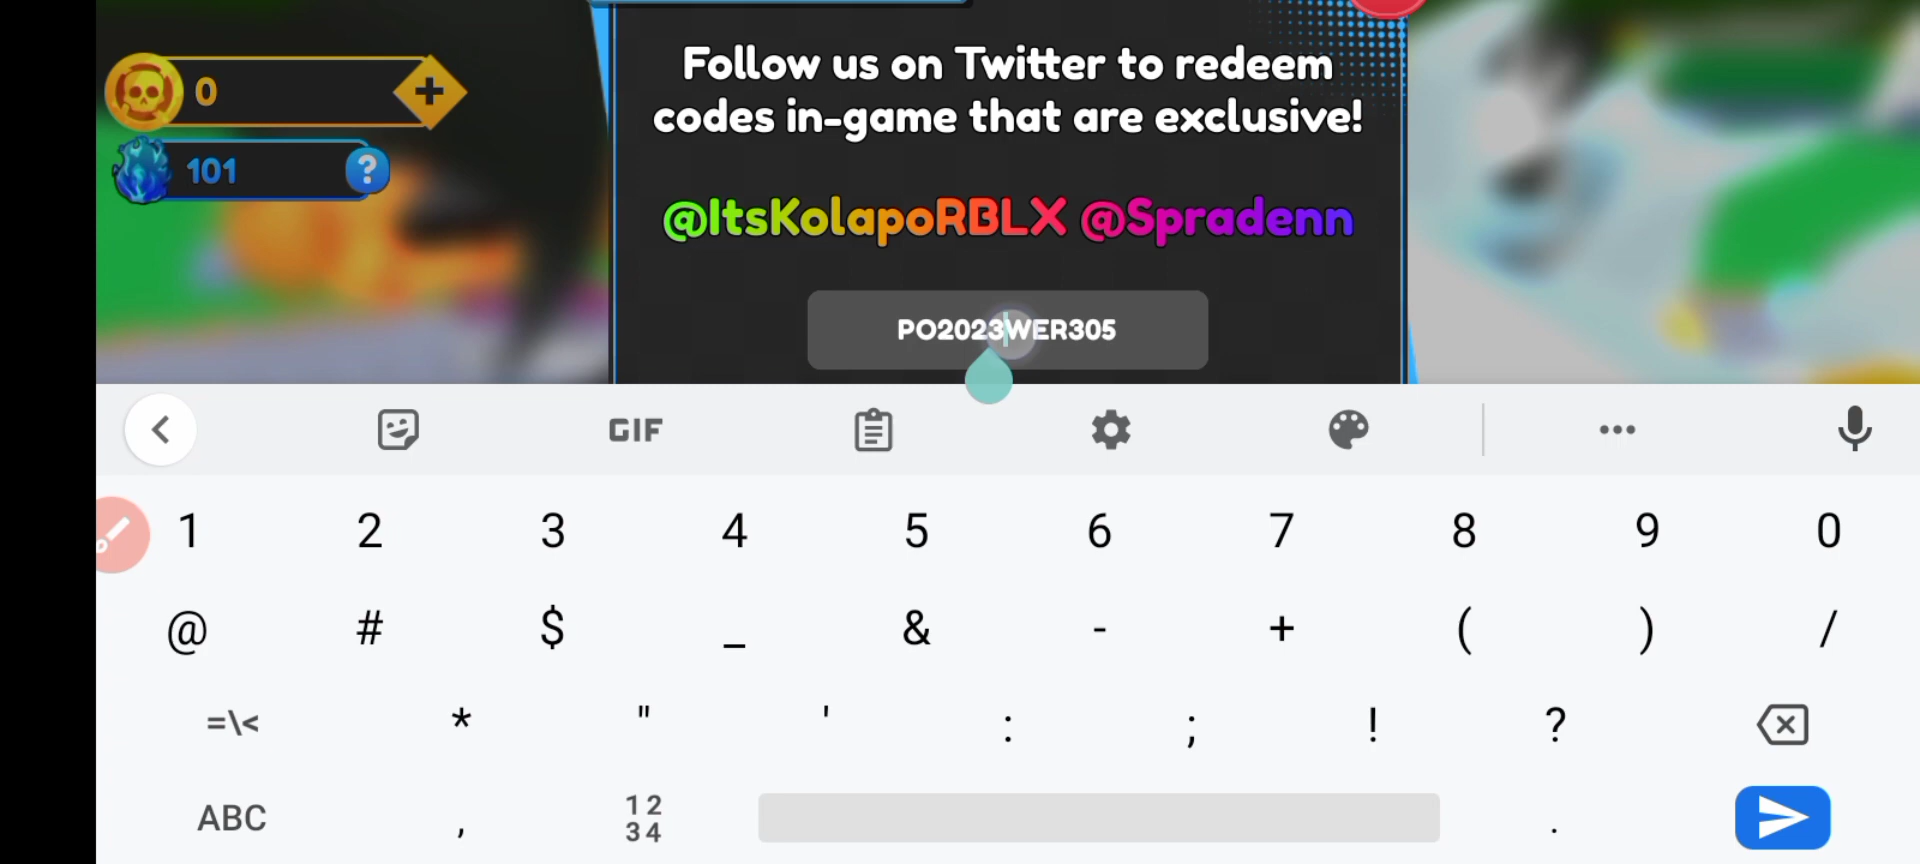 Follow us on Twitter to redeem
codes in-game that are exclusive!
0 +
101 ?
@ItsKolapoRBLX @Spradenn
PO2023WER305
GIF
1 2 3 4 5 6 7 8 9 0
@ # $ _ & - + ( ) /
=\< * " ' : ; ! ?
ABC , 12 .
34